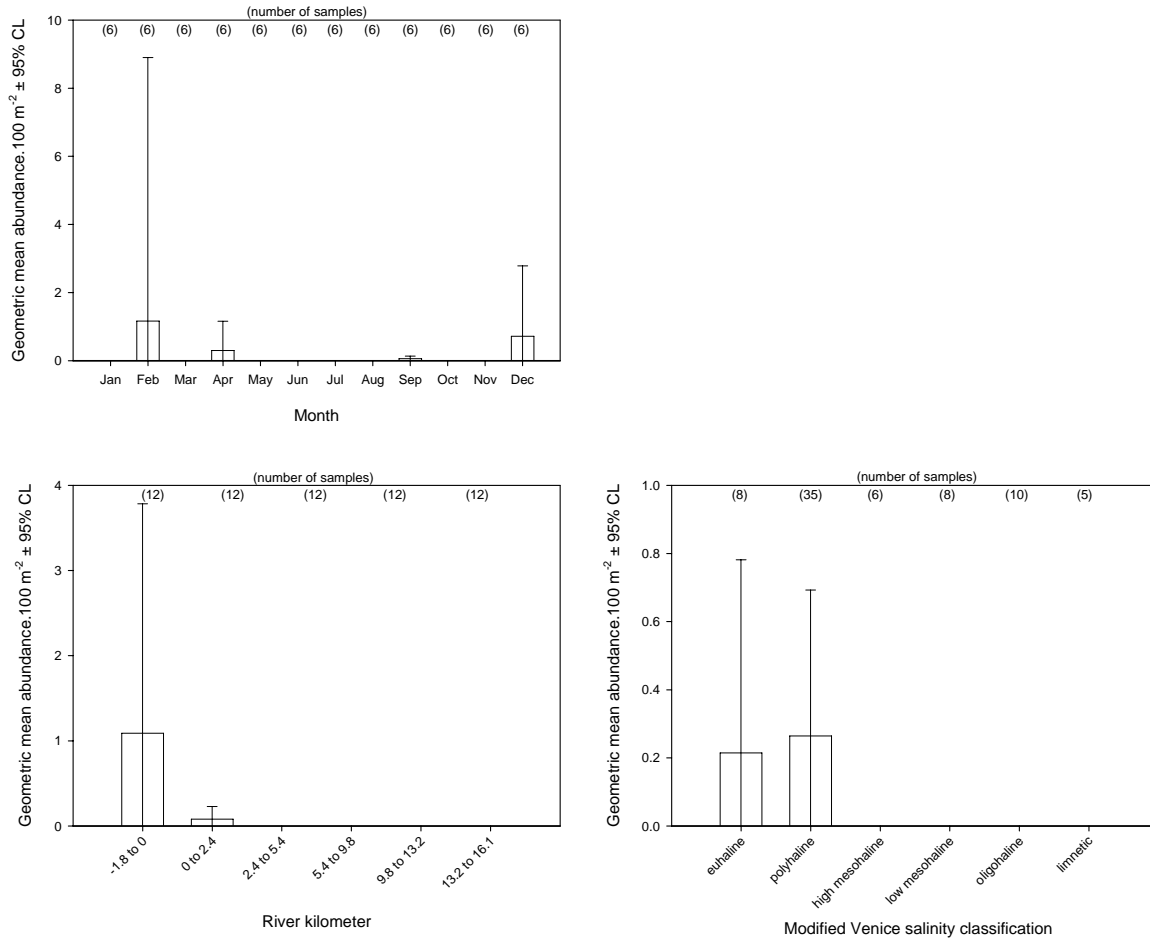 (number of samples)
(6) (6) (6) (6) (6) (6) (6) (6) (6) (6) (6) (6)
10
8
6
4
2
0
Geometric mean abundance.100 m⁻² ± 95% CL
Jan Feb Mar Apr May Jun Jul Aug Sep Oct Nov Dec
Month
(number of samples)
(12) (12) (12) (12) (12)
4
3
2
1
0
Geometric mean abundance.100 m⁻² ± 95% CL
-1.8 to 0
0 to 2.4
2.4 to 5.4
5.4 to 9.8
9.8 to 13.2
13.2 to 16.1
River kilometer
(number of samples)
(8) (35) (6) (8) (10) (5)
1.0
0.8
0.6
0.4
0.2
0.0
Geometric mean abundance.100 m⁻² ± 95% CL
euhaline
polyhaline
high mesohaline
low mesohaline
oligohaline
limnetic
Modified Venice salinity classification